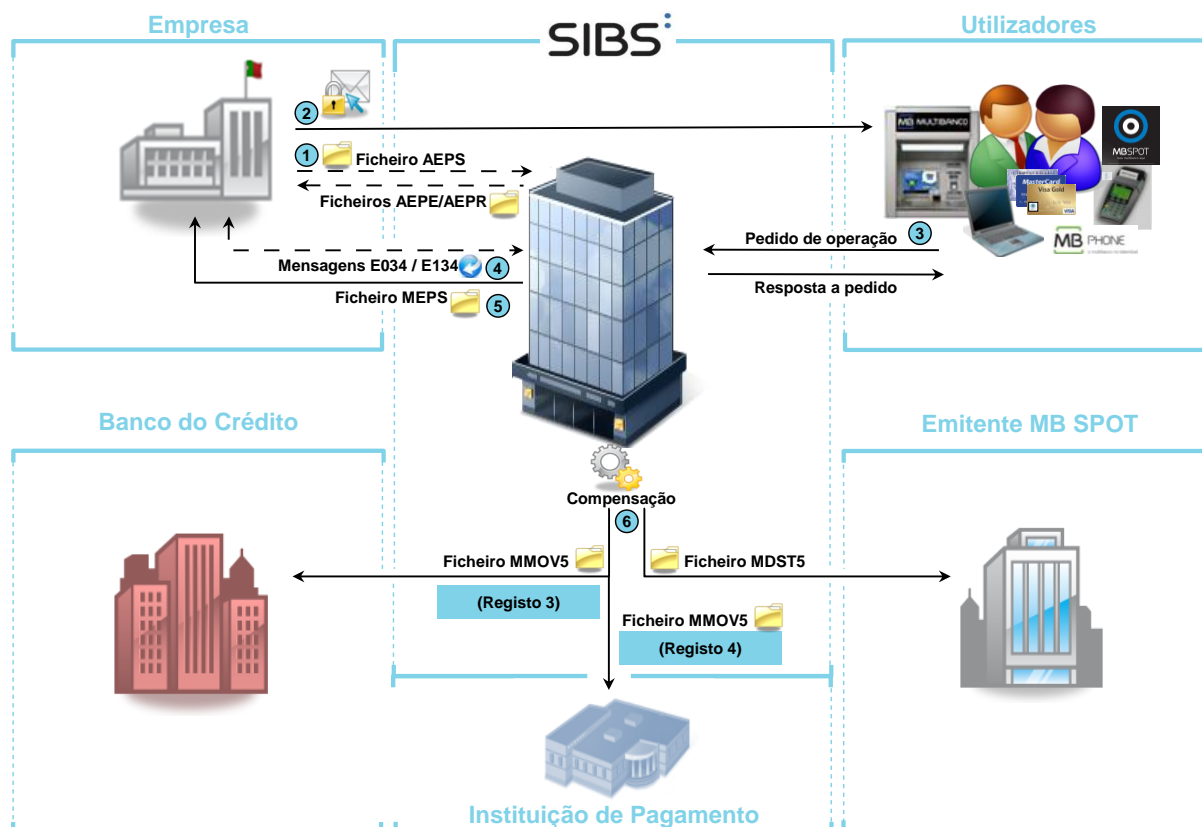 Empresa
SIBS
Utilizadores
2
MB MULTIBANCO
MBSPOT
1
Ficheiro AEPS
Ficheiros AEPE/AEPR
MasterCard
Visa Gold
VISA
Pedido de operação
3
MB PHONE
Mensagens E034 / E134
4
Resposta a pedido
Ficheiro MEPS
5
Banco do Crédito
Emitente MB SPOT
Compensação
6
Ficheiro MMOV5
Ficheiro MDST5
(Registo 3)
Ficheiro MMOV5
(Registo 4)
Instituição de Pagamento